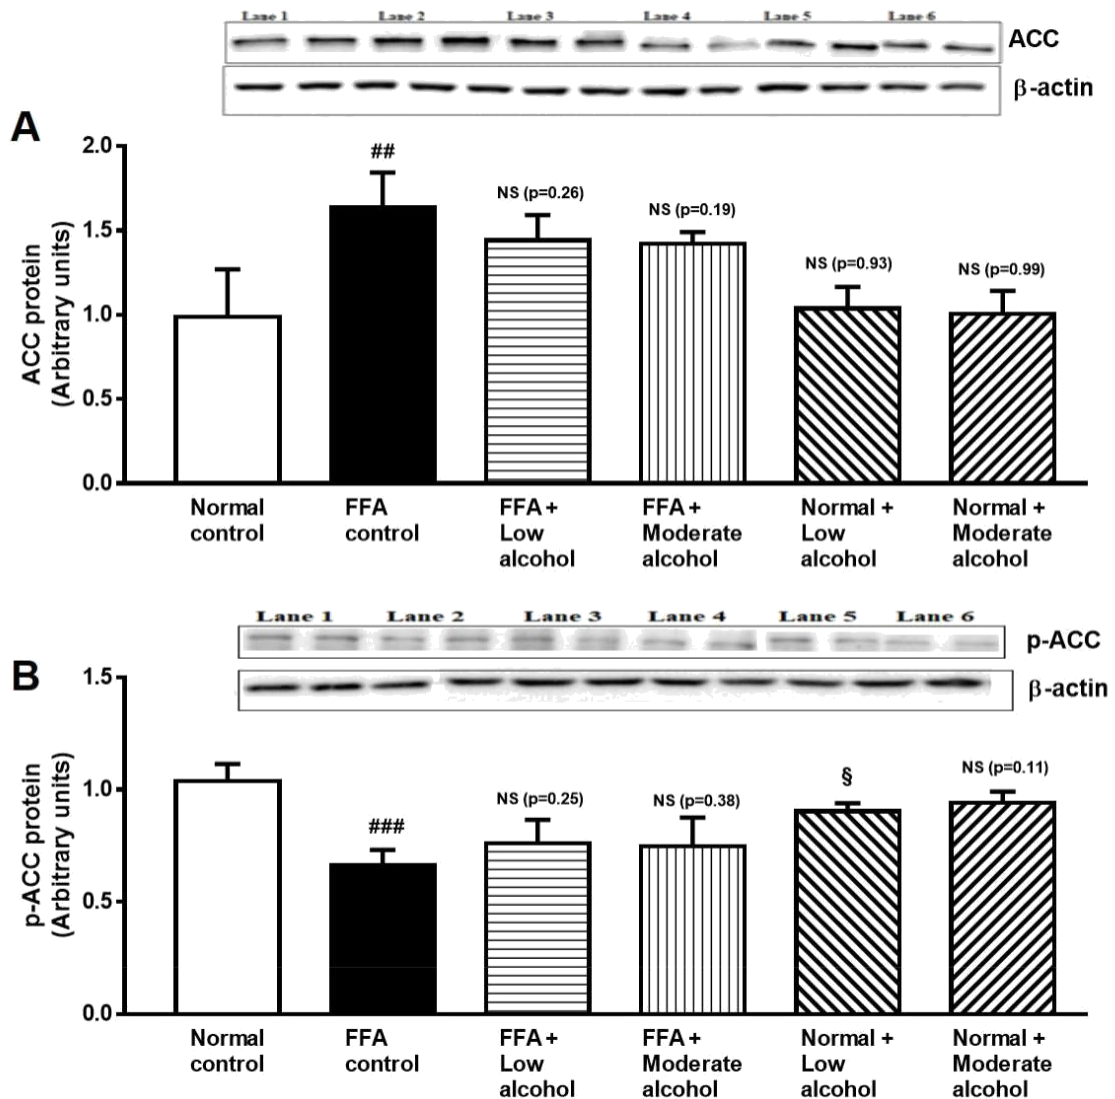 Lane 1 Lane 2 Lane 3 Lane 4 Lane 5 Lane 6
ACC
β-actin
A
2.0
1.5
1.0
0.5
0.0
ACC protein
(Arbitrary units)
##
NS (p=0.26)
NS (p=0.19)
NS (p=0.93)
NS (p=0.99)
Normal
control
FFA
control
FFA +
Low
alcohol
FFA +
Moderate
alcohol
Normal +
Low
alcohol
Normal +
Moderate
alcohol
Lane 1 Lane 2 Lane 3 Lane 4 Lane 5 Lane 6
p-ACC
β-actin
B
1.5
1.0
0.5
0.0
p-ACC protein
(Arbitrary units)
###
NS (p=0.25)
NS (p=0.38)
§
NS (p=0.11)
Normal
control
FFA
control
FFA +
Low
alcohol
FFA +
Moderate
alcohol
Normal +
Low
alcohol
Normal +
Moderate
alcohol